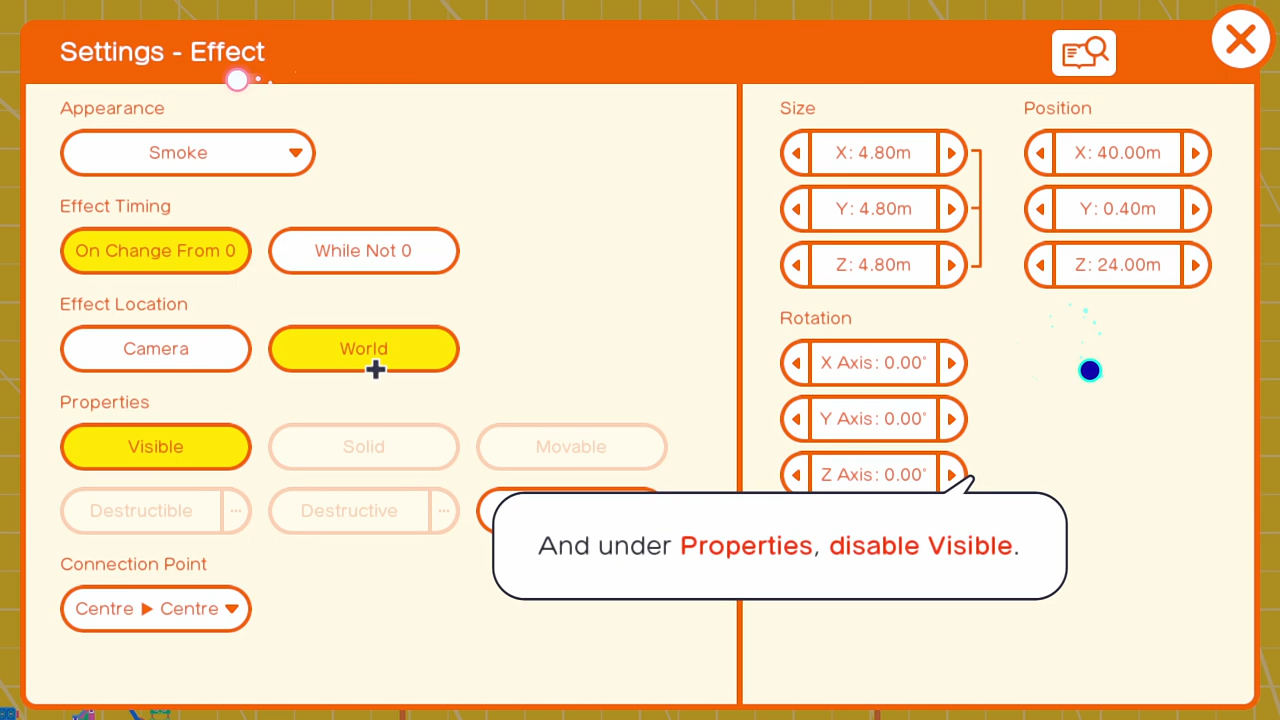 Settings - Effect
Appearance
Smoke
Effect Timing
On Change From 0
While Not 0
Effect Location
Camera
World
Properties
Visible
Solid
Movable
Destructible
...
Destructive
...
Connection Point
Centre ▶ Centre
Size
X: 4.80m
Y: 4.80m
Z: 4.80m
Position
X: 40.00m
Y: 0.40m
Z: 24.00m
Rotation
X Axis: 0.00°
Y Axis: 0.00°
Z Axis: 0.00°
And under Properties, disable Visible.